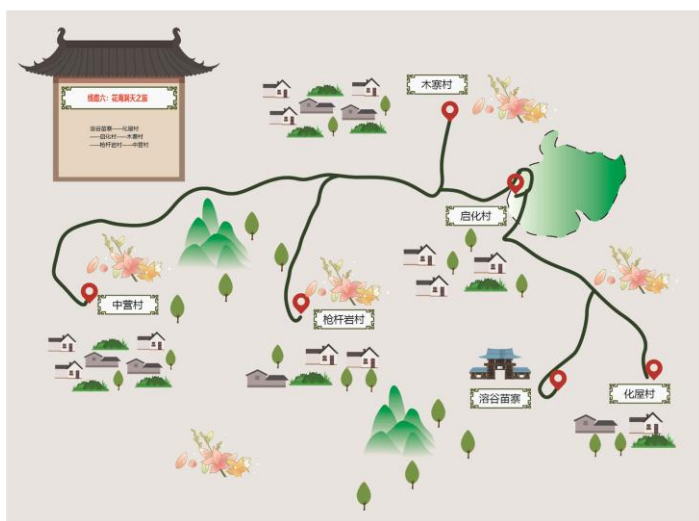 线路六：花海洞天之旅
溶谷苗寨——化屋村
——启化村——木寨村
——枪杆岩村——中营村
木寨村
启化村
中营村
枪杆岩村
溶谷苗寨
化屋村